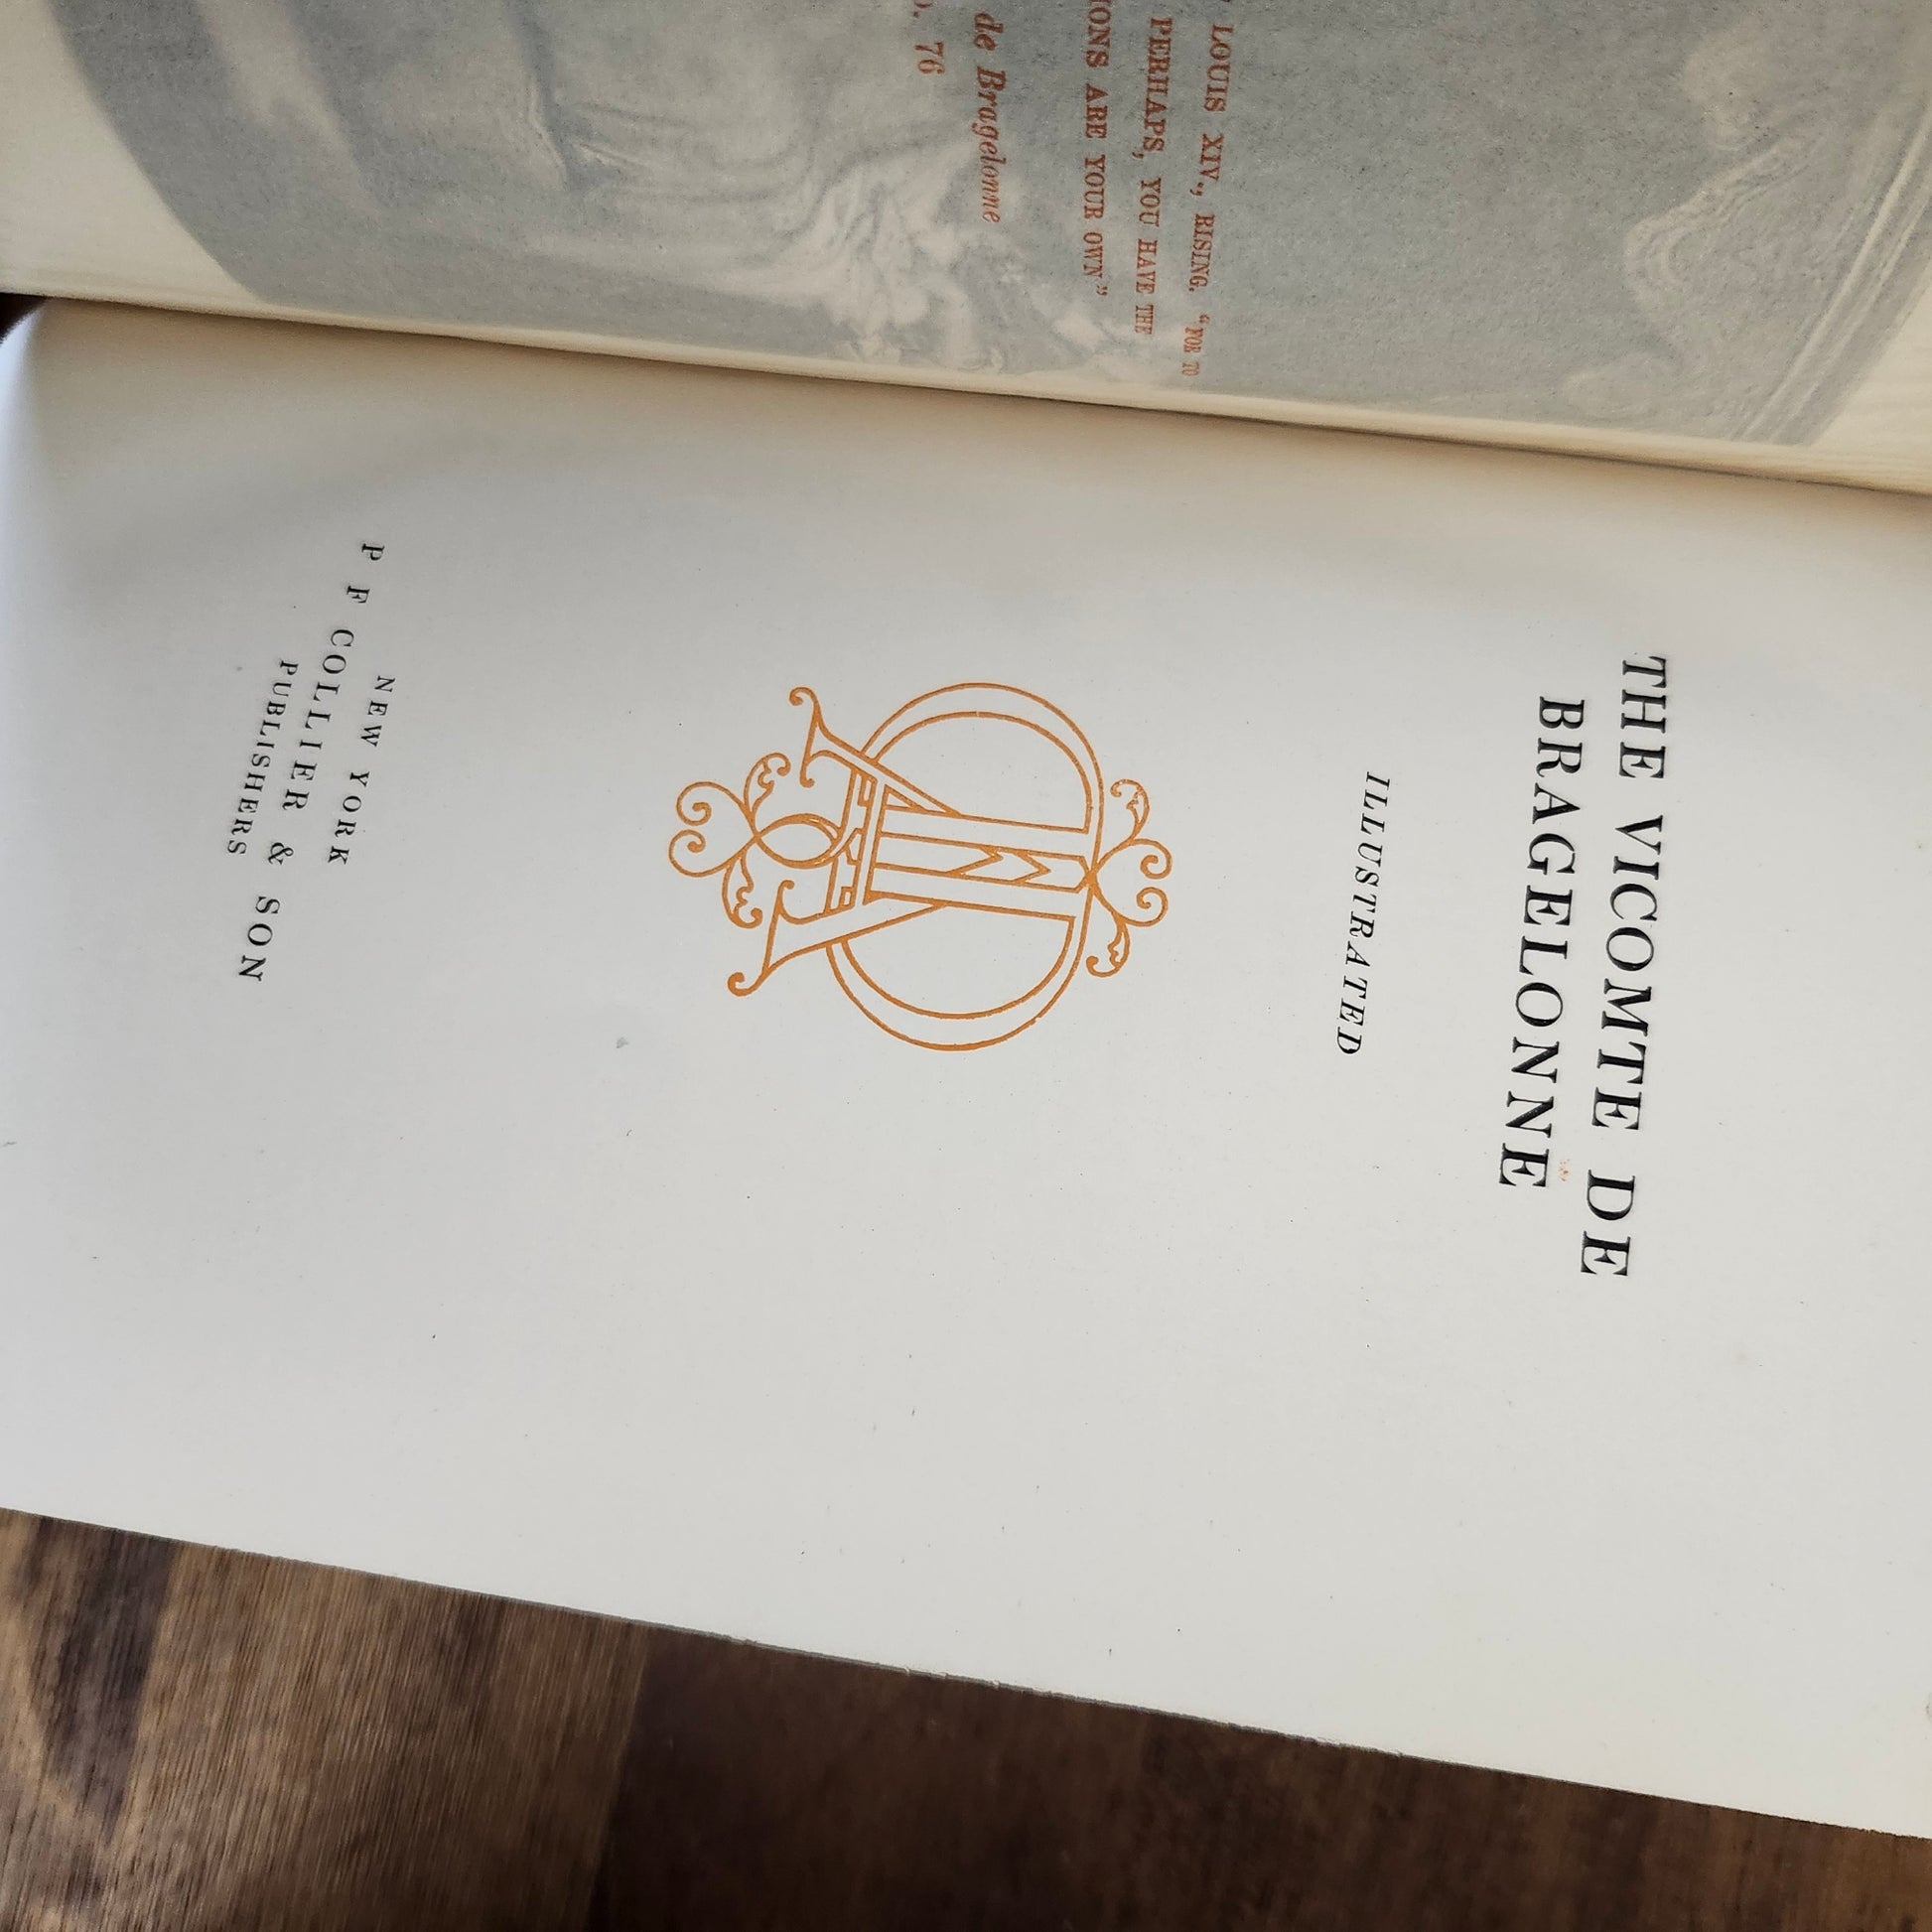 LOUIS XIV., RISING. "FOR TO
PERHAPS, YOU HAVE THE
ARE YOUR OWN"
de Bragelonne
76
THE VICOMTE DE
BRAGELONNE
ILLUSTRATED
NEW YORK
P F COLLIER & SON
PUBLISHERS